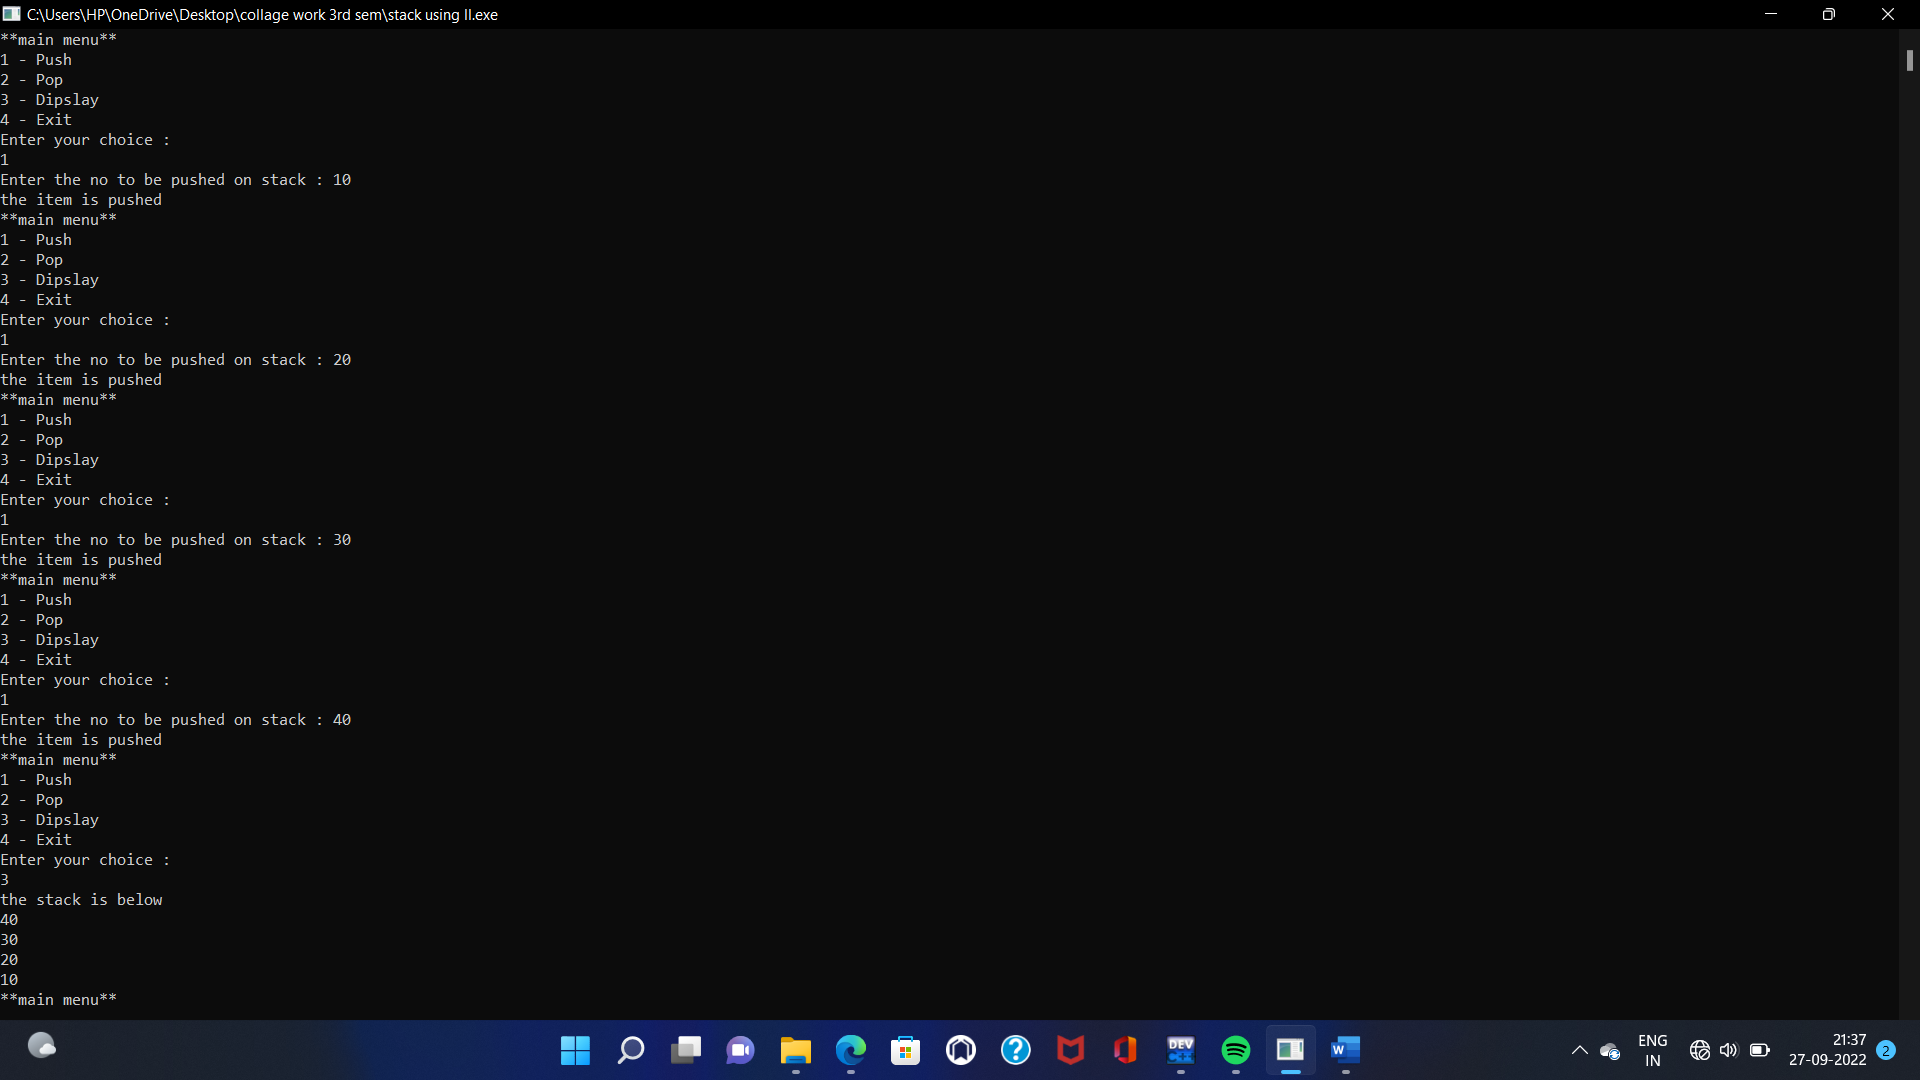 C:\Users\HP\OneDrive\Desktop\collage work 3rd sem\stack using ll.exe
**main menu**
1 - Push
2 - Pop
3 - Dipslay
4 - Exit
Enter your choice :
1
Enter the no to be pushed on stack : 10
the item is pushed
**main menu**
1 - Push
2 - Pop
3 - Dipslay
4 - Exit
Enter your choice :
1
Enter the no to be pushed on stack : 20
the item is pushed
**main menu**
1 - Push
2 - Pop
3 - Dipslay
4 - Exit
Enter your choice :
1
Enter the no to be pushed on stack : 30
the item is pushed
**main menu**
1 - Push
2 - Pop
3 - Dipslay
4 - Exit
Enter your choice :
1
Enter the no to be pushed on stack : 40
the item is pushed
**main menu**
1 - Push
2 - Pop
3 - Dipslay
4 - Exit
Enter your choice :
3
the stack is below
40
30
20
10
**main menu**
DEV
C++
W
ENG
IN
21:37
27-09-2022
2